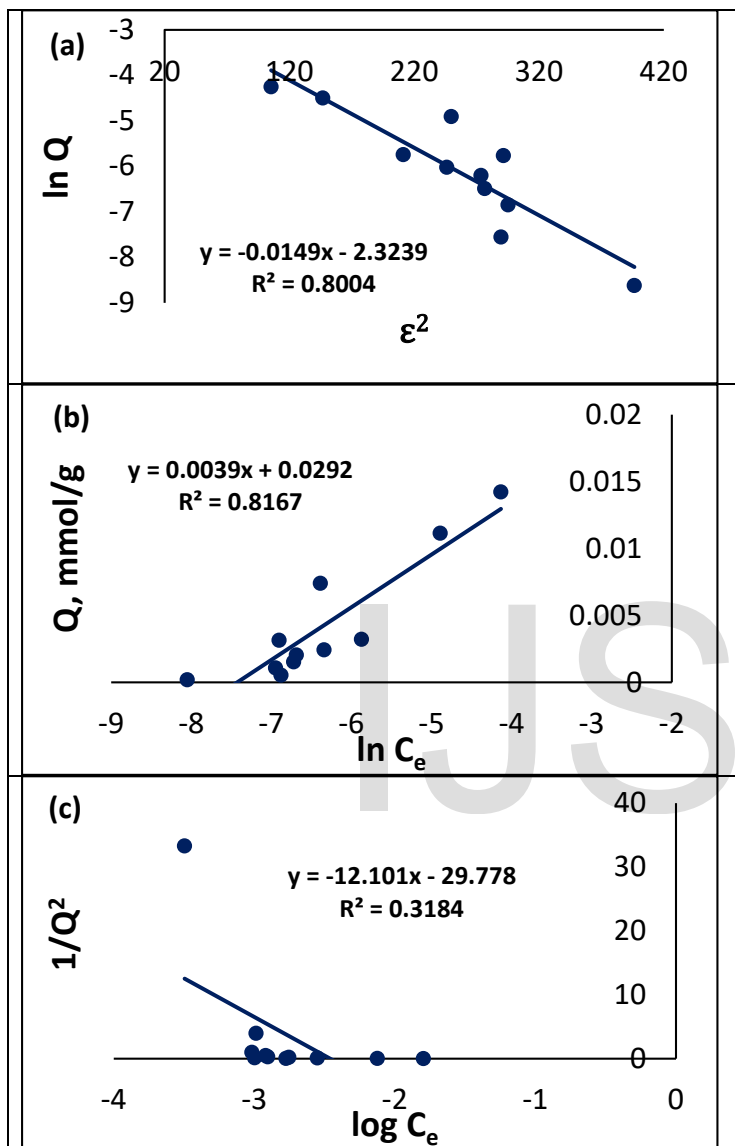 (a)
-3
-4
-5
-6
-7
-8
-9
20 120 220 320 420
ln Q
y = -0.0149x - 2.3239
R² = 0.8004
ε²
(b)
0.02
0.015
0.01
0.005
0
Q, mmol/g
y = 0.0039x + 0.0292
R² = 0.8167
-9 -8 -7 -6 -5 -4 -3 -2
ln Cₑ
IJS
(c)
40
30
20
10
0
1/Q²
y = -12.101x - 29.778
R² = 0.3184
-4 -3 -2 -1 0
log Cₑ